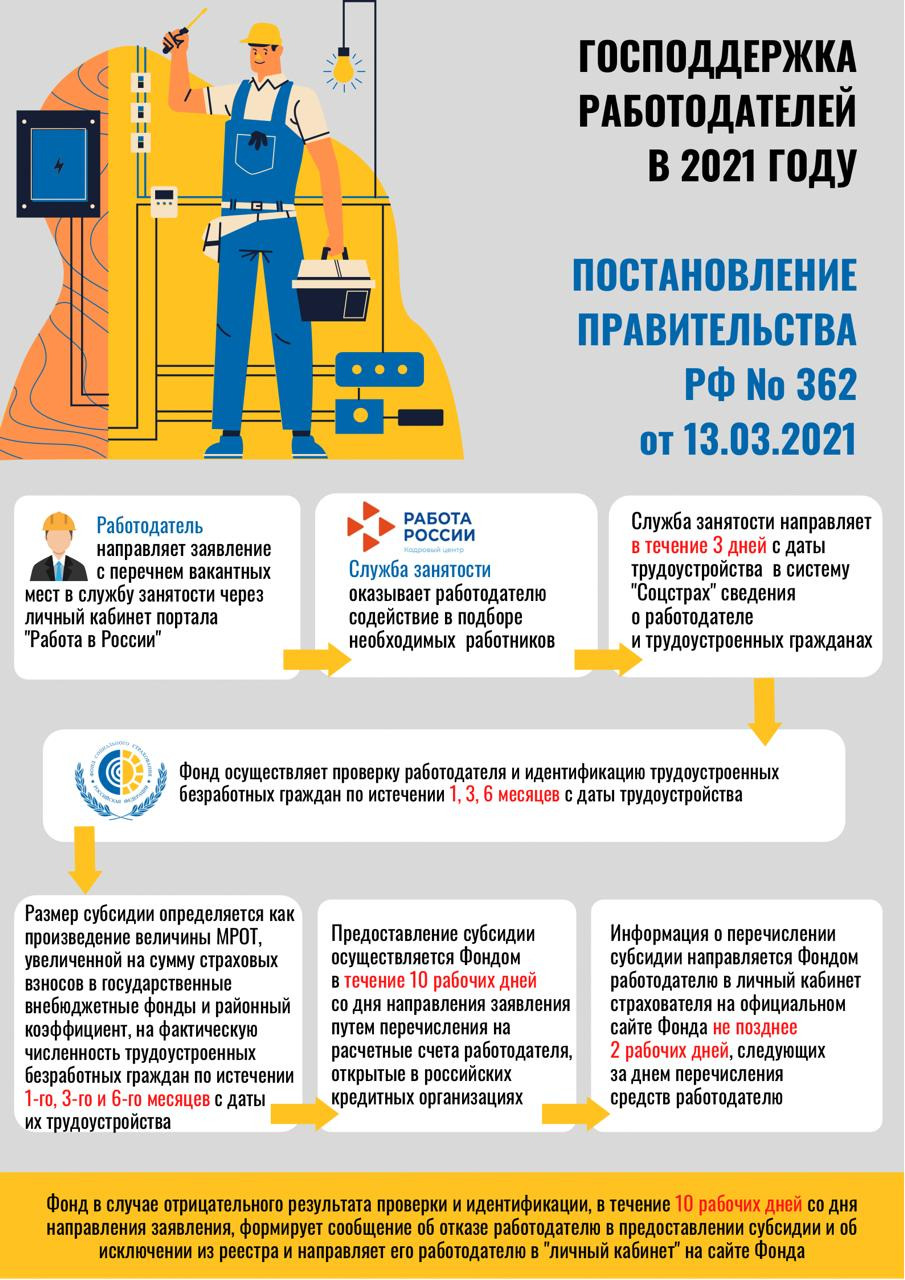 ГОСПОДДЕРЖКА
РАБОТОДАТЕЛЕЙ
В 2021 ГОДУ
ПОСТАНОВЛЕНИЕ
ПРАВИТЕЛЬСТВА
РФ No 362
от 13.03.2021
Работодатель
направляет заявление
с перечнем вакантных
мест в службу занятости через
личный кабинет портала
"Работа в России"
РАБОТА
РОССИИ
Кадровый центр
Служба занятости
оказывает работодателю
содействие в подборе
необходимых работников
Служба занятости направляет
в течение 3 дней с даты
трудоустройства в систему
"Соцстрах" сведения
о работодателе
и трудоустроенных гражданах
ФОНД СОЦИАЛЬНОГО СТРАХОВАНИЯ
РОССИЙСКАЯ ФЕДЕРАЦИЯ
Фонд осуществляет проверку работодателя и идентификацию трудоустроенных
безработных граждан по истечении 1, 3, 6 месяцев с даты трудоустройства
Размер субсидии определяется как
произведение величины МРОТ,
увеличенной на сумму страховых
взносов в государственные
внебюджетные фонды и районный
коэффициент, на фактическую
численность трудоустроенных
безработных граждан по истечении
1-го, 3-го и 6-го месяцев с даты
их трудоустройства
Предоставление субсидии
осуществляется Фондом
в течение 10 рабочих дней
со дня направления заявления
путем перечисления на
расчетные счета работодателя,
открытые в российских
кредитных организациях
Информация о перечислении
субсидии направляется Фондом
работодателю в личный кабинет
страхователя на официальном
сайте Фонда не позднее
2 рабочих дней, следующих
за днем перечисления
средств работодателю
Фонд в случае отрицательного результата проверки и идентификации, в течение 10 рабочих дней со дня
направления заявления, формирует сообщение об отказе работодателю в предоставлении субсидии и об
исключении из реестра и направляет его работодателю в "личный кабинет" на сайте Фонда